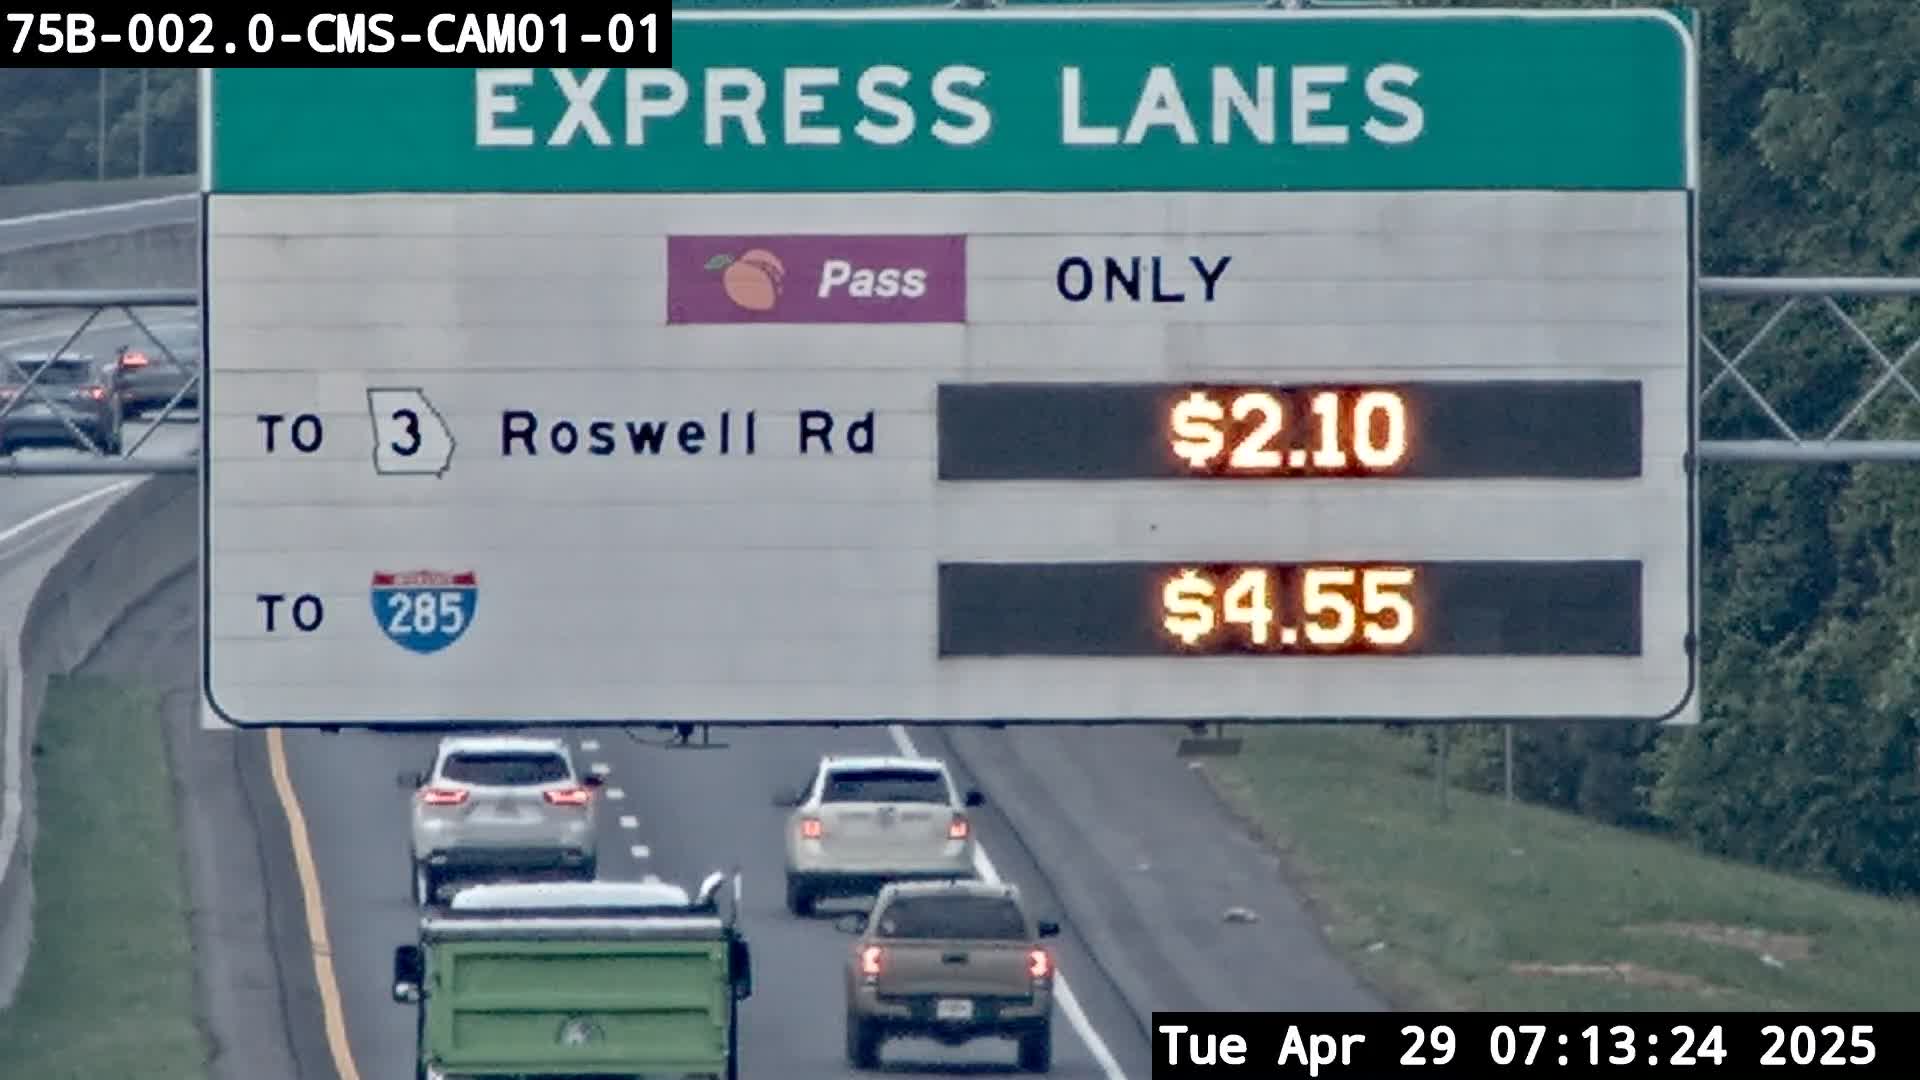 75B-002.0-CMS-CAM01-01
EXPRESS LANES
Pass ONLY
TO 3 Roswell Rd $2.10
TO 285 $4.55
Tue Apr 29 07:13:24 2025